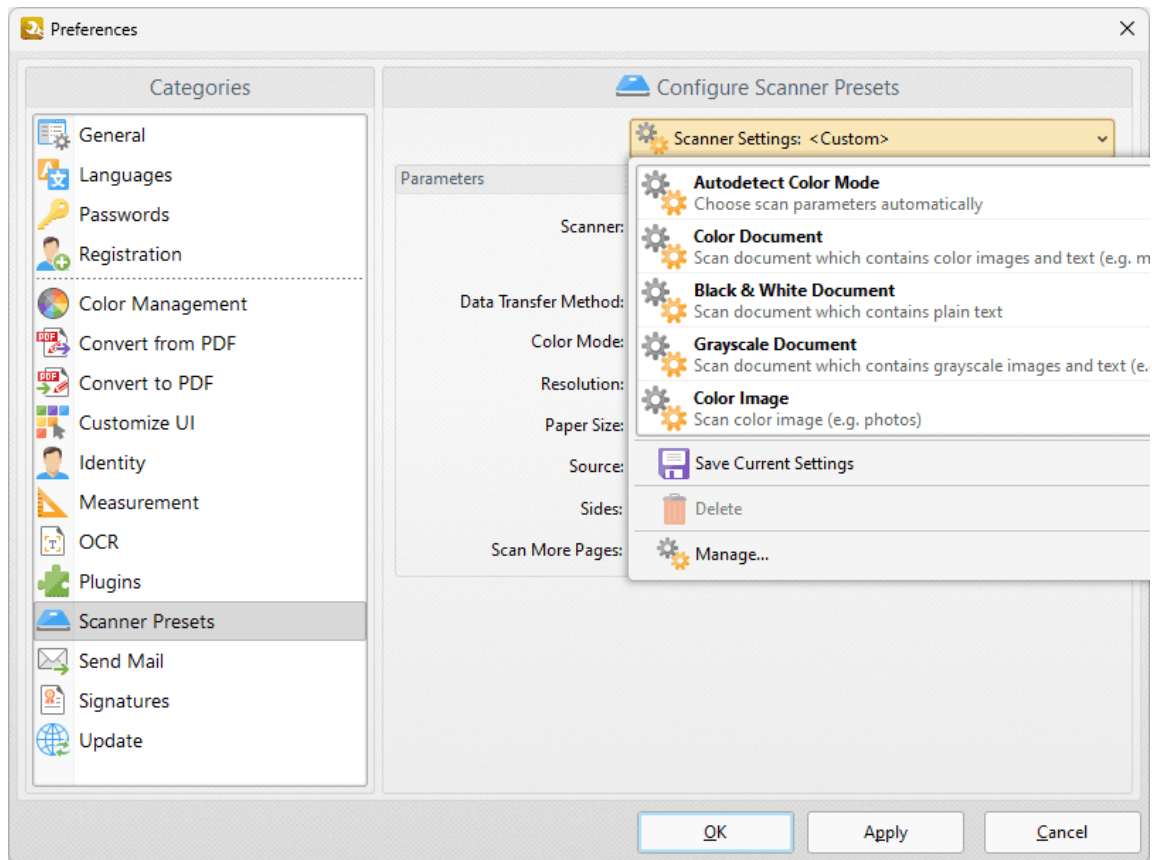 Preferences
Categories
General
Languages
Passwords
Registration
Color Management
Convert from PDF
Convert to PDF
Customize UI
Identity
Measurement
OCR
Plugins
Scanner Presets
Send Mail
Signatures
Update
Configure Scanner Presets
Scanner Settings: <Custom>
Parameters
Scanner:
Data Transfer Method:
Color Mode:
Resolution:
Paper Size:
Source:
Sides:
Scan More Pages:
Autodetect Color Mode
Choose scan parameters automatically
Color Document
Scan document which contains color images and text (e.g. m
Black & White Document
Scan document which contains plain text
Grayscale Document
Scan document which contains grayscale images and text (e.
Color Image
Scan color image (e.g. photos)
Save Current Settings
Delete
Manage...
OK
Apply
Cancel